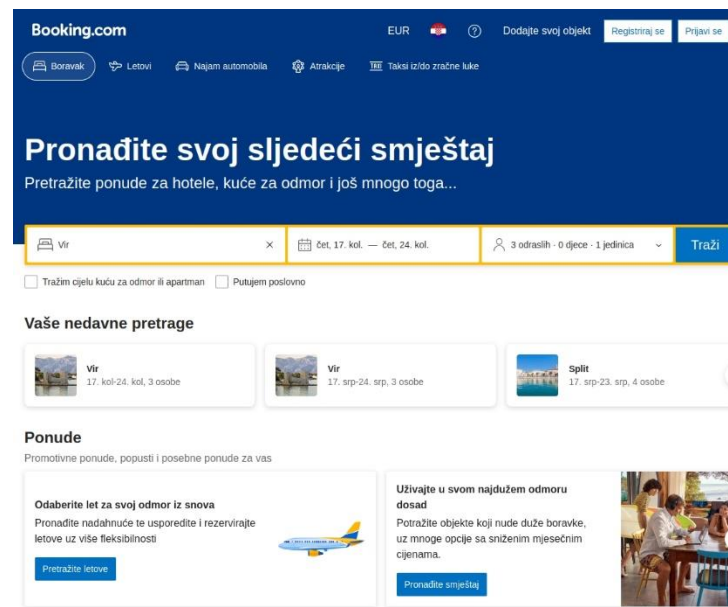 Booking.com
EUR
Dodajte svoj objekt
Registriraj se
Prijavi se
Boravak
Letovi
Najam automobila
Atrakcije
Taksi iz/do zračne luke
Pronađite svoj sljedeći smještaj
Pretražite ponude za hotele, kuće za odmor i još mnogo toga...
Vir
čet, 17. kol. — čet, 24. kol.
3 odraslih · 0 djece · 1 jedinica
Traži
Tražim cijelu kuću za odmor ili apartman
Putujem poslovno
Vaše nedavne pretrage
Vir
17. kol-24. kol, 3 osobe
Vir
17. srp-24. srp, 3 osobe
Split
17. srp-23. srp, 4 osobe
Ponude
Promotivne ponude, popusti i posebne ponude za vas
Odaberite let za svoj odmor iz snova
Pronađite nadahnuće te usporedite i rezervirajte
letove uz više fleksibilnosti
Pretražite letove
Uživajte u svom najdužem odmoru
dosad
Potražite objekte koji nude duže boravke,
uz mnoge opcije sa sniženim mjesečnim
cijenama.
Pronađite smještaj